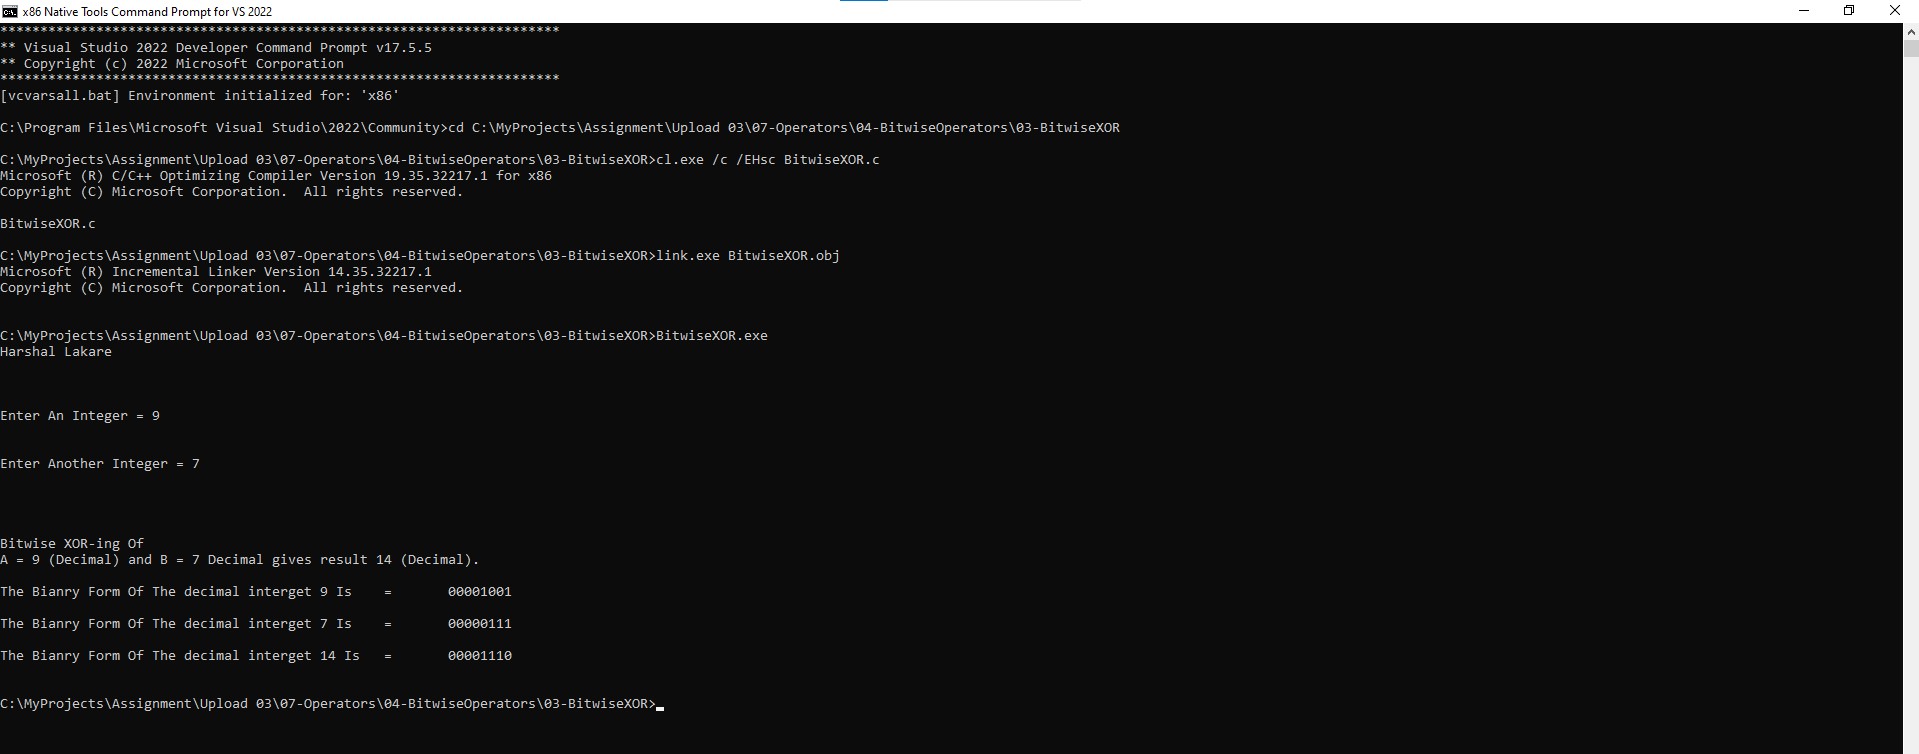 x86 Native Tools Command Prompt for VS 2022
**********************************************************************
** Visual Studio 2022 Developer Command Prompt v17.5.5
** Copyright (c) 2022 Microsoft Corporation
**********************************************************************
[vcvarsall.bat] Environment initialized for: 'x86'
C:\Program Files\Microsoft Visual Studio\2022\Community>cd C:\MyProjects\Assignment\Upload 03\07-Operators\04-BitwiseOperators\03-BitwiseXOR
C:\MyProjects\Assignment\Upload 03\07-Operators\04-BitwiseOperators\03-BitwiseXOR>cl.exe /c /EHsc BitwiseXOR.c
Microsoft (R) C/C++ Optimizing Compiler Version 19.35.32217.1 for x86
Copyright (C) Microsoft Corporation.  All rights reserved.
BitwiseXOR.c
C:\MyProjects\Assignment\Upload 03\07-Operators\04-BitwiseOperators\03-BitwiseXOR>link.exe BitwiseXOR.obj
Microsoft (R) Incremental Linker Version 14.35.32217.1
Copyright (C) Microsoft Corporation.  All rights reserved.
C:\MyProjects\Assignment\Upload 03\07-Operators\04-BitwiseOperators\03-BitwiseXOR>BitwiseXOR.exe
Harshal Lakare
Enter An Integer = 9
Enter Another Integer = 7
Bitwise XOR-ing Of
A = 9 (Decimal) and B = 7 Decimal gives result 14 (Decimal).
The Bianry Form Of The decimal interget 9 Is    =       00001001
The Bianry Form Of The decimal interget 7 Is    =       00000111
The Bianry Form Of The decimal interget 14 Is   =       00001110
C:\MyProjects\Assignment\Upload 03\07-Operators\04-BitwiseOperators\03-BitwiseXOR>